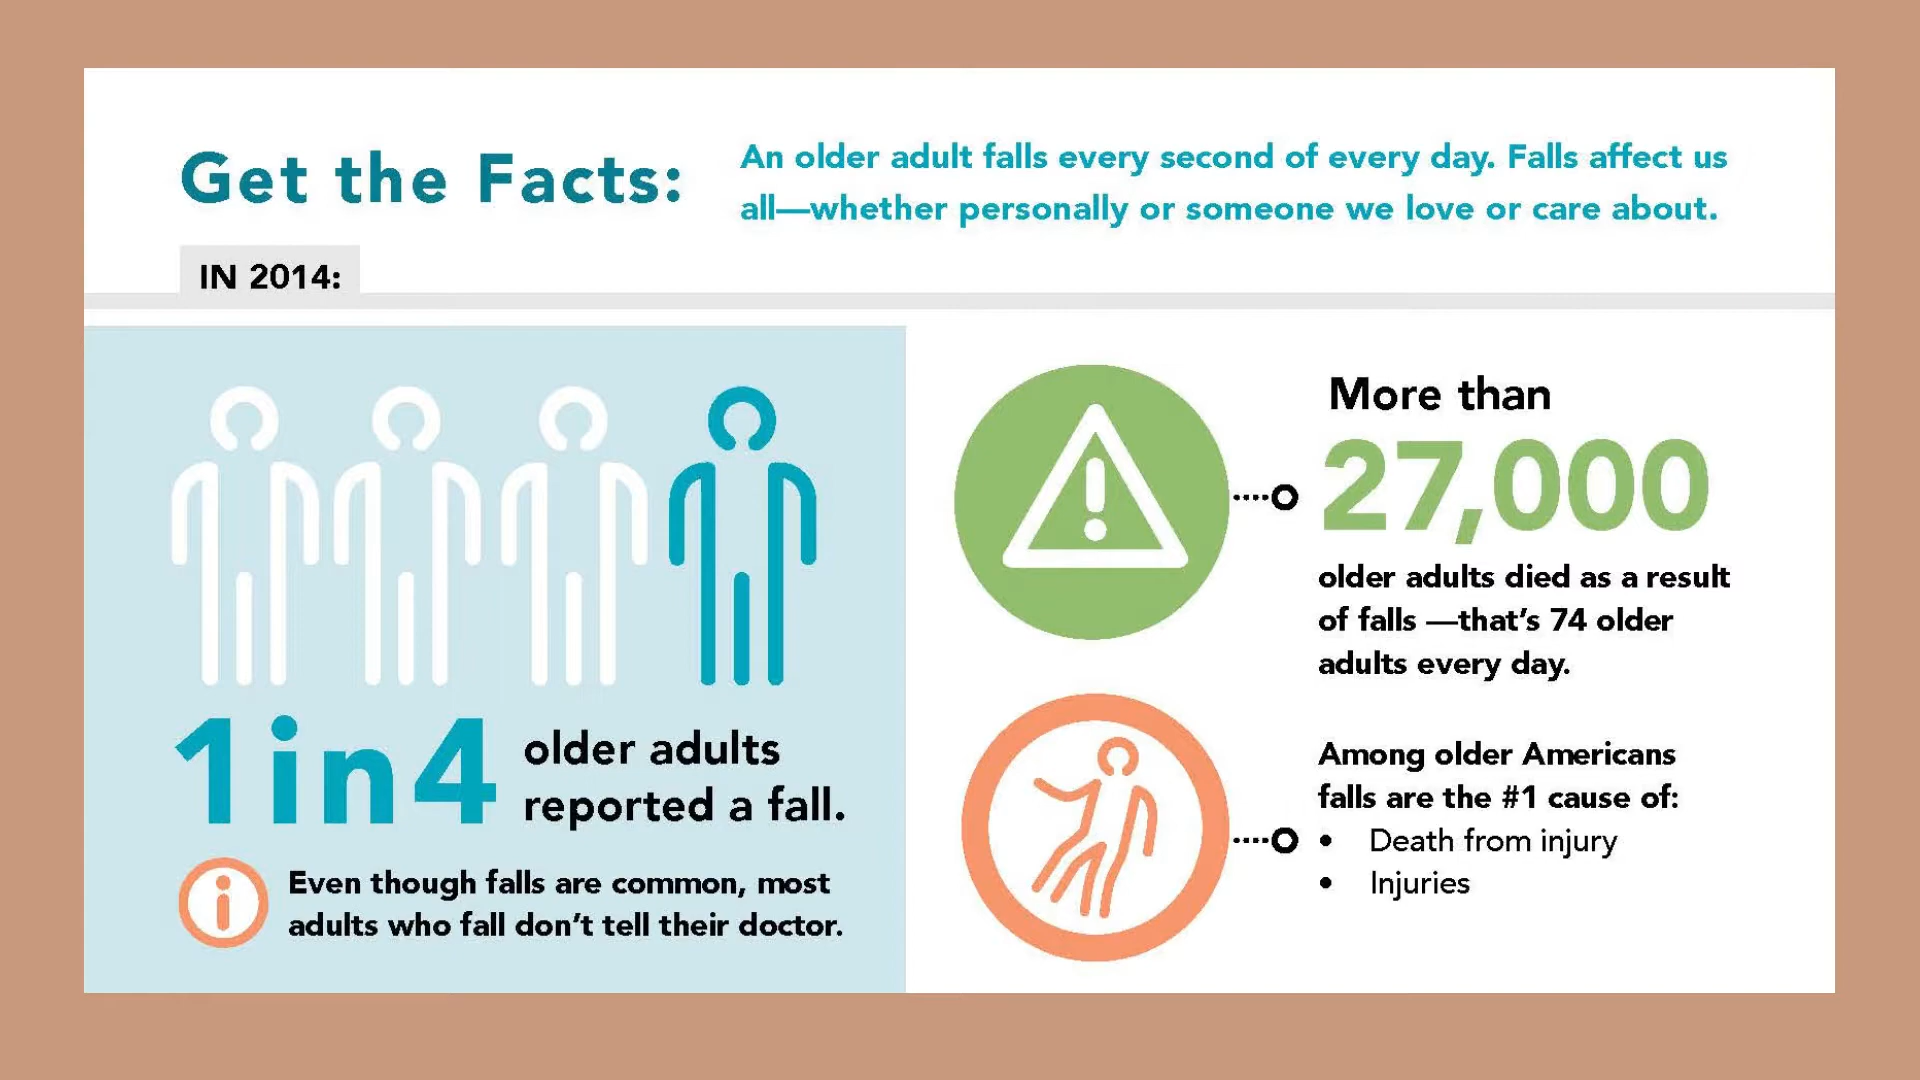 Get the Facts:
An older adult falls every second of every day. Falls affect us
all—whether personally or someone we love or care about.
IN 2014:
1 in 4
older adults
reported a fall.
Even though falls are common, most
adults who fall don't tell their doctor.
More than
27,000
older adults died as a result
of falls —that's 74 older
adults every day.
Among older Americans
falls are the #1 cause of:
• Death from injury
• Injuries